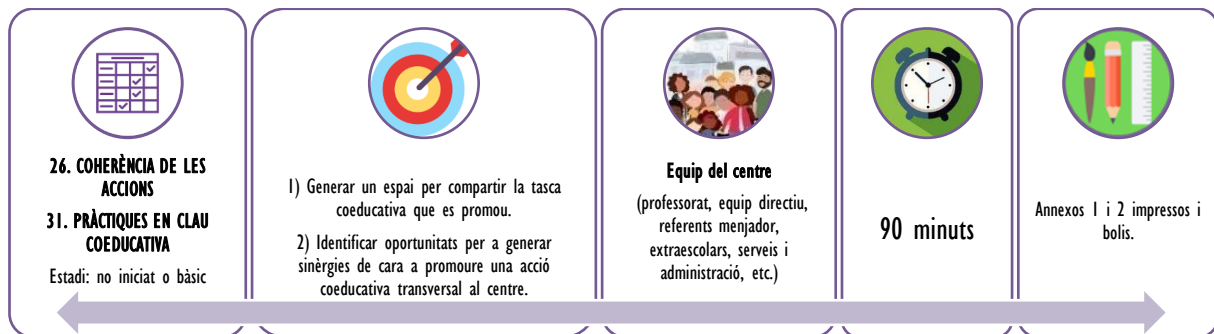 26. COHERÈNCIA DE LES
ACCIONS
31. PRÀCTIQUES EN CLAU
COEDUCATIVA
Estadi: no iniciat o bàsic
1) Generar un espai per compartir la tasca
coeducativa que es promou.
2) Identificar oportunitats per a generar
sinèrgies de cara a promoure una acció
coeducativa transversal al centre.
Equip del centre
(professorat, equip directiu,
referents menjador,
extraescolars, serveis i
administració, etc.)
90 minuts
Annexos 1 i 2 impressos i
bolis.